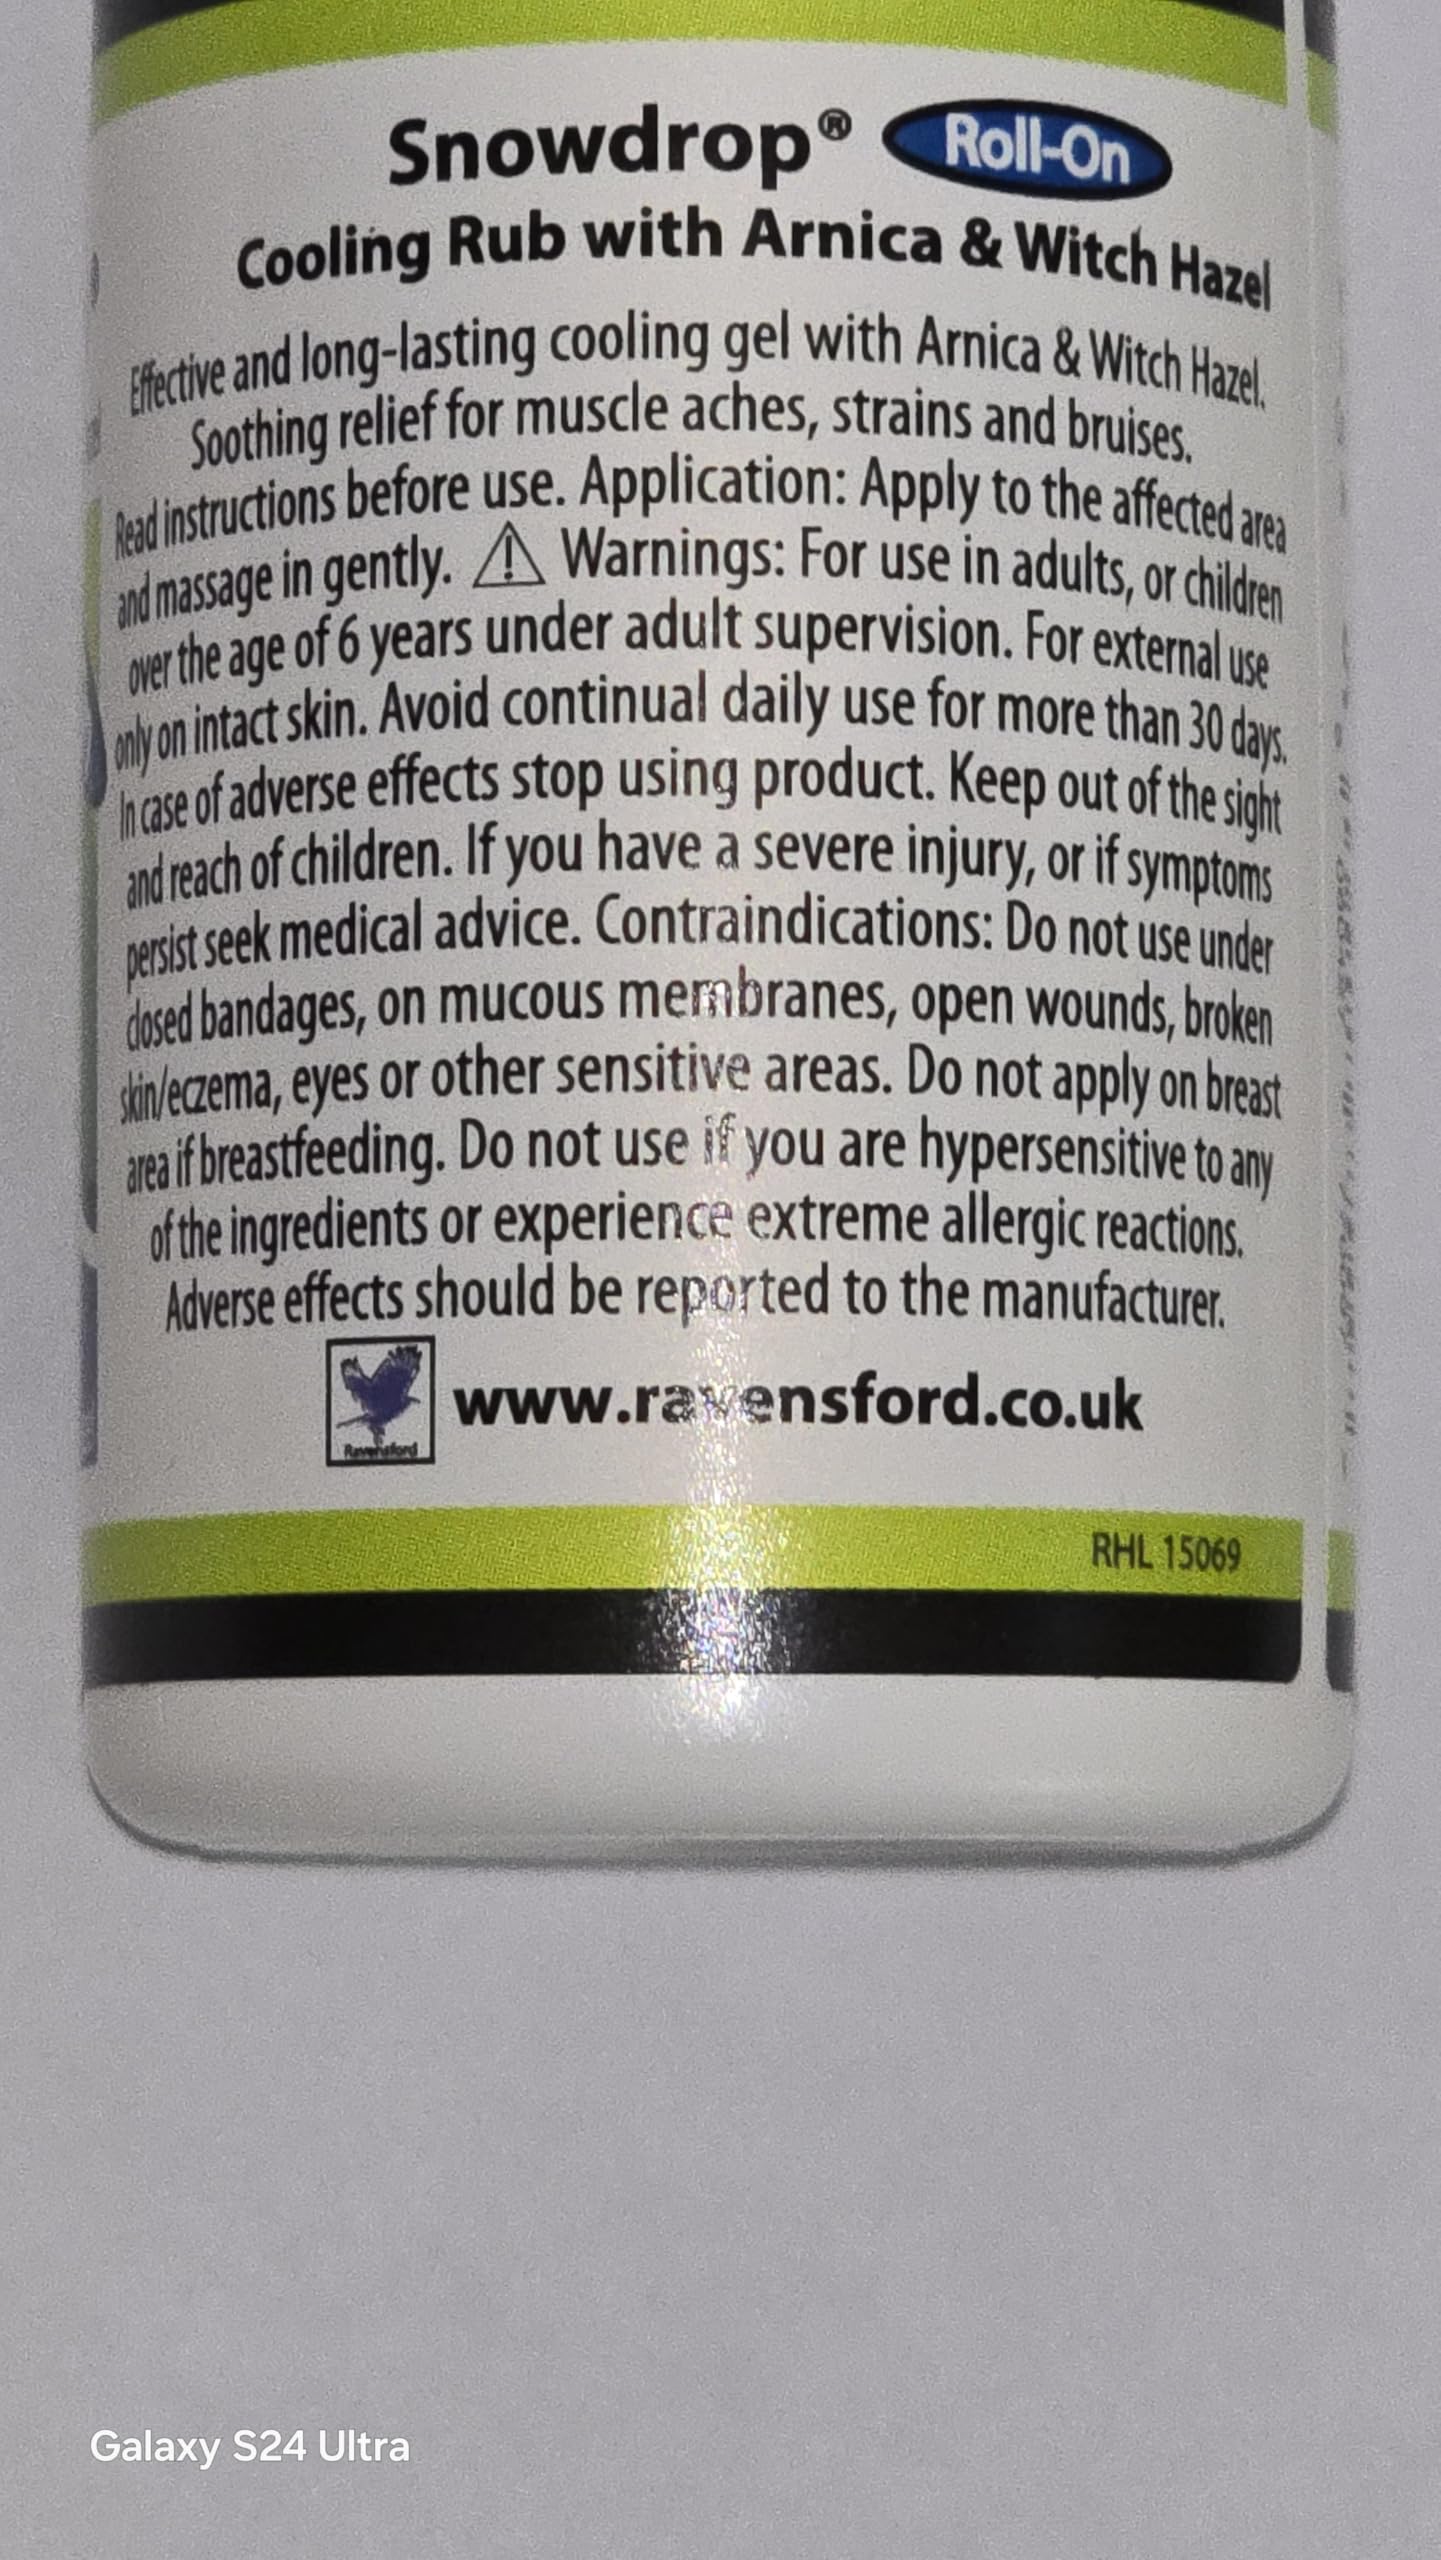 Snowdrop® Roll-On
Cooling Rub with Arnica & Witch Hazel
Effective and long-lasting cooling gel with Arnica & Witch Hazel.
Soothing relief for muscle aches, strains and bruises.
Read instructions before use. Application: Apply to the affected area
and massage in gently. ⚠ Warnings: For use in adults, or children
over the age of 6 years under adult supervision. For external use
only on intact skin. Avoid continual daily use for more than 30 days.
In case of adverse effects stop using product. Keep out of the sight
and reach of children. If you have a severe injury, or if symptoms
persist seek medical advice. Contraindications: Do not use under
closed bandages, on mucous membranes, open wounds, broken
skin/eczema, eyes or other sensitive areas. Do not apply on breast
area if breastfeeding. Do not use if you are hypersensitive to any
of the ingredients or experience extreme allergic reactions.
Adverse effects should be reported to the manufacturer.
Ravensford
www.ravensford.co.uk
RHL 15069
Galaxy S24 Ultra